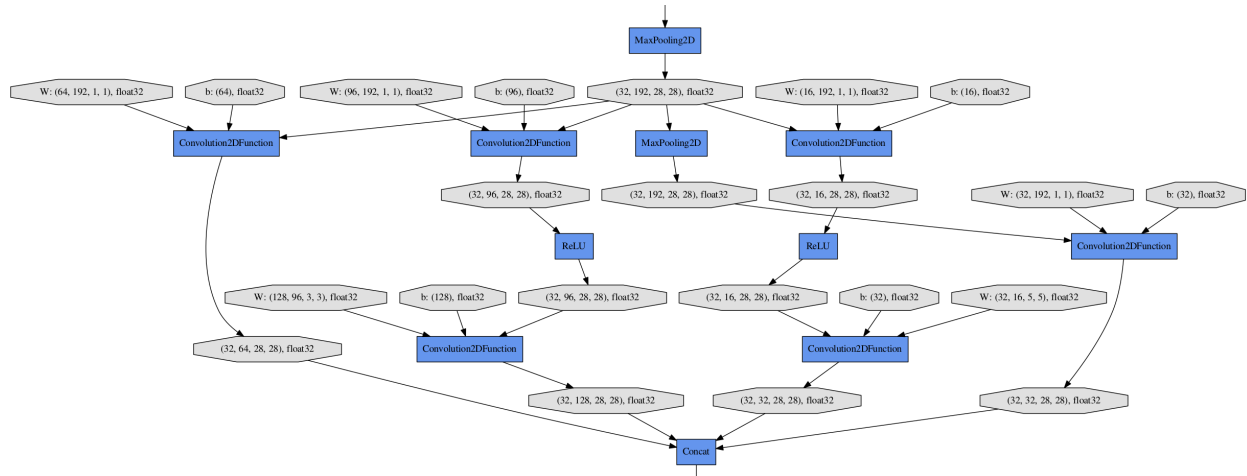 MaxPooling2D
W: (64, 192, 1, 1), float32
b: (64), float32
W: (96, 192, 1, 1), float32
b: (96), float32
(32, 192, 28, 28), float32
W: (16, 192, 1, 1), float32
b: (16), float32
Convolution2DFunction
Convolution2DFunction
MaxPooling2D
Convolution2DFunction
(32, 96, 28, 28), float32
(32, 192, 28, 28), float32
(32, 16, 28, 28), float32
W: (32, 192, 1, 1), float32
b: (32), float32
ReLU
ReLU
Convolution2DFunction
W: (128, 96, 3, 3), float32
b: (128), float32
(32, 96, 28, 28), float32
(32, 16, 28, 28), float32
b: (32), float32
W: (32, 16, 5, 5), float32
(32, 64, 28, 28), float32
Convolution2DFunction
Convolution2DFunction
(32, 128, 28, 28), float32
(32, 32, 28, 28), float32
(32, 32, 28, 28), float32
Concat